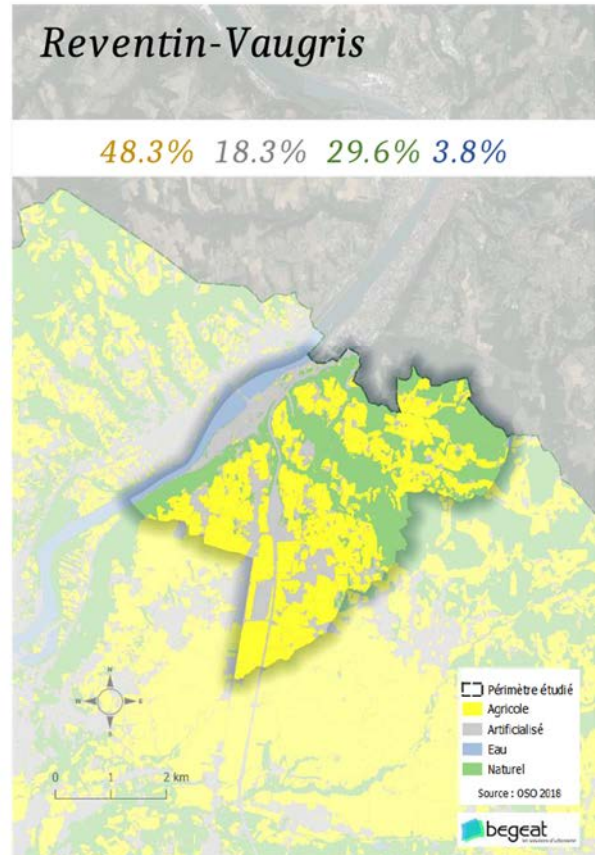 Reventin-Vaugris
48.3% 18.3% 29.6% 3.8%
N
W E
S
0 1 2 km
Périmètre étudié
Agricole
Artificialisé
Eau
Naturel
Source : OSO 2018
begeat